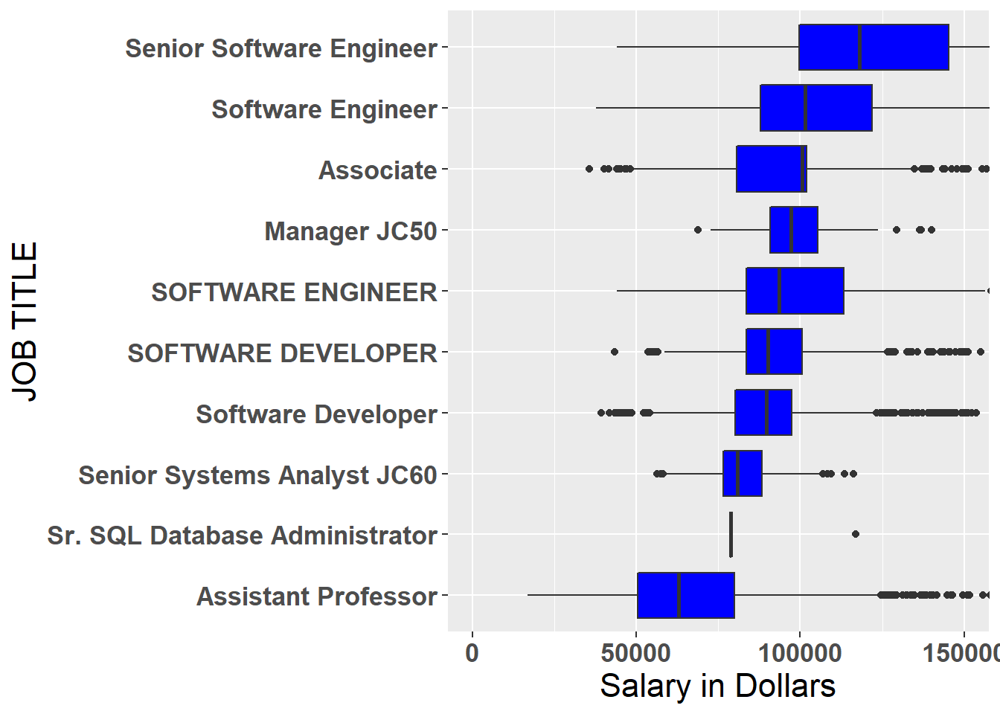 Senior Software Engineer
Software Engineer
Associate
Manager JC50
SOFTWARE ENGINEER
SOFTWARE DEVELOPER
Software Developer
Senior Systems Analyst JC60
Sr. SQL Database Administrator
Assistant Professor
JOB TITLE
0 50000 100000 150000
Salary in Dollars